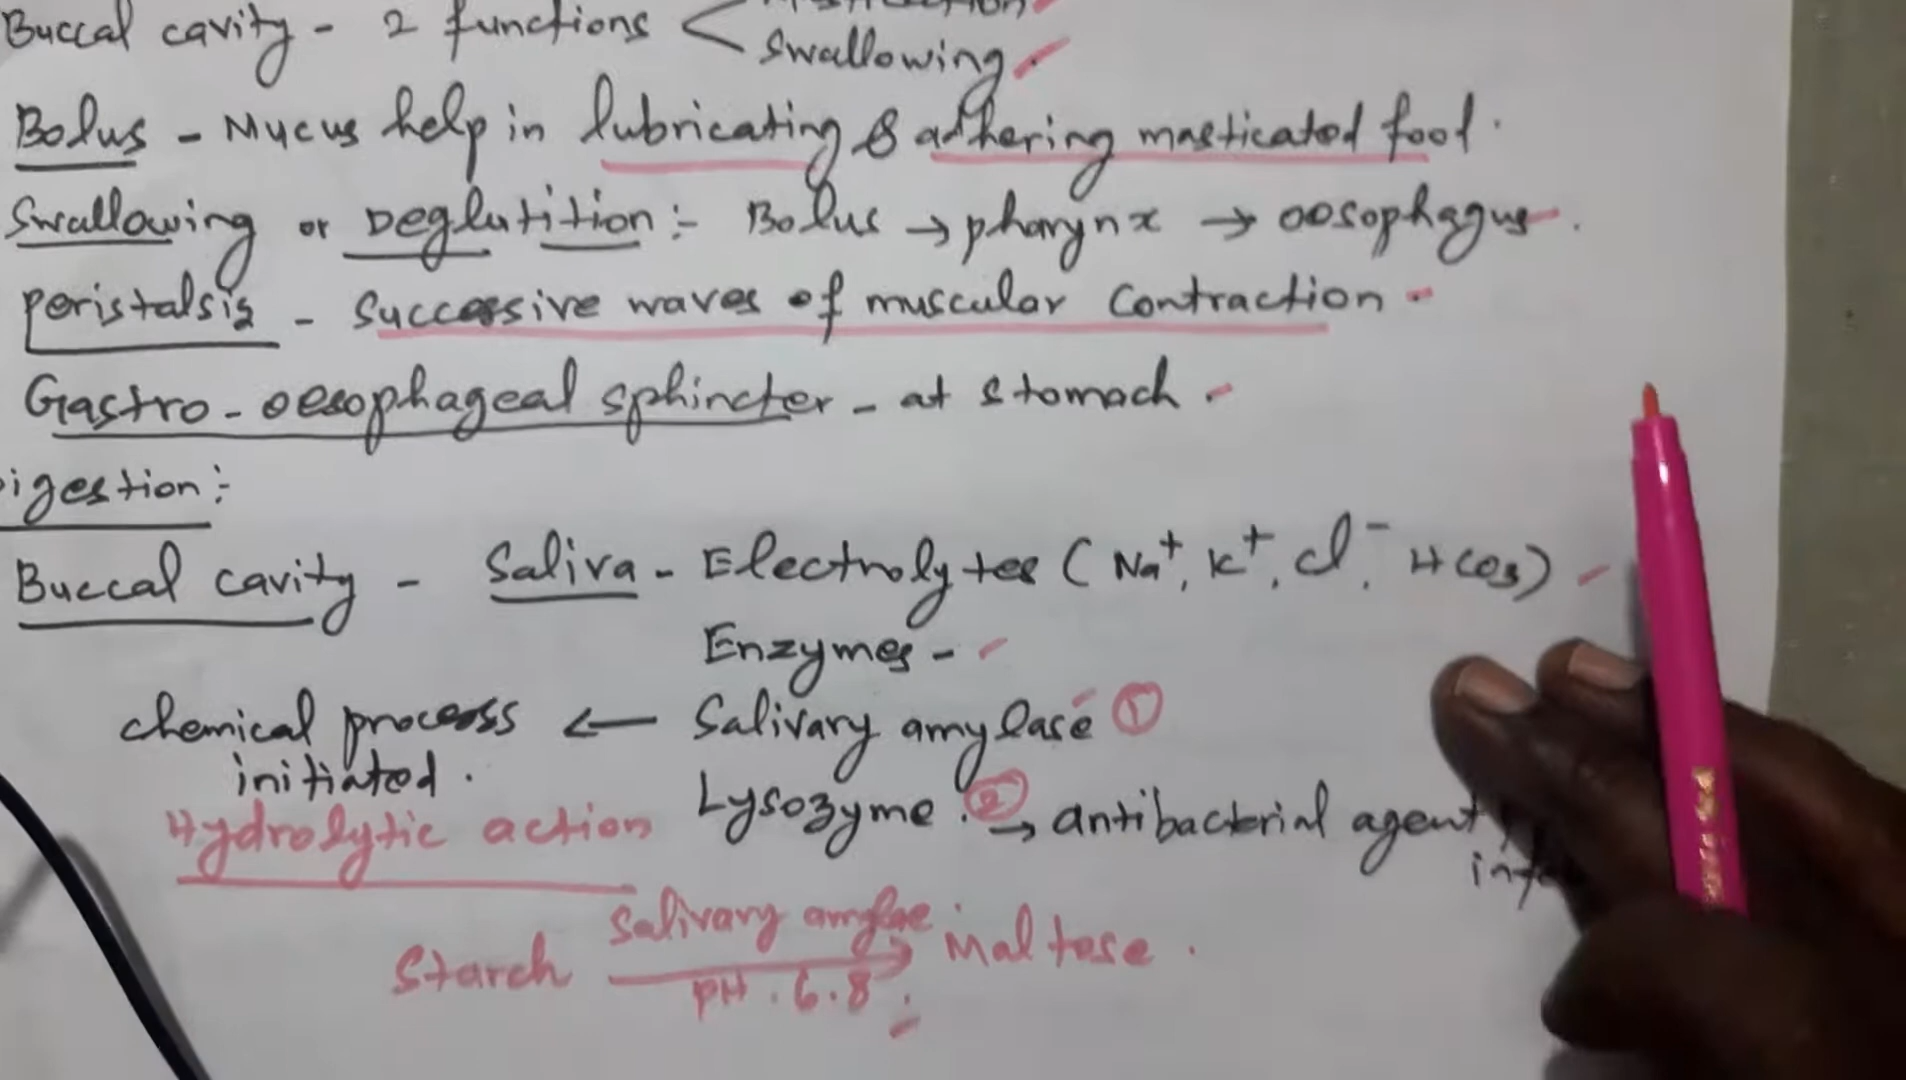 Buccal cavity - 2 functions <
Swallowing.
Bolus - Mucus help in lubricating & adhering masticated food.
Swallowing or Deglutition :- Bolus → pharynx → oesophagus.
Peristalsis - Successive waves of muscular contraction.
Gastro-oesophageal sphincter - at stomach.
igestion :-
Buccal cavity - Saliva - Electrolytes (Na+, K+, Cl-, HCO3)
Enzymes -
chemical process ← Salivary amylase ①
initiated.
Lysozyme. ② → antibacterial agent
Hydrolytic action
Salivary amylase
Starch → Maltose.
pH. 6.8